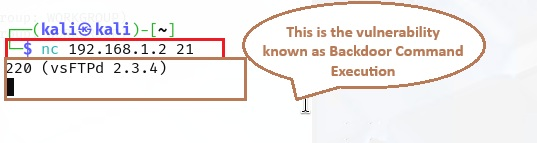 ┌──(kali㉿kali)-[~]
└─$ nc 192.168.1.2 21
220 (vsFTPd 2.3.4)
This is the vulnerability
known as Backdoor Command
Execution